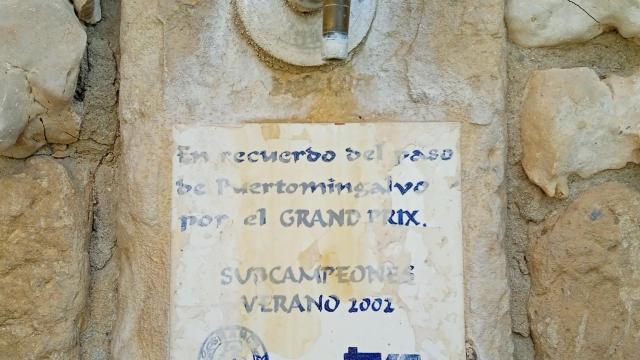 En recuerdo del paso
de Puertomingalvo
por el GRAND PRIX.
SUBCAMPEONES
VERANO 2002